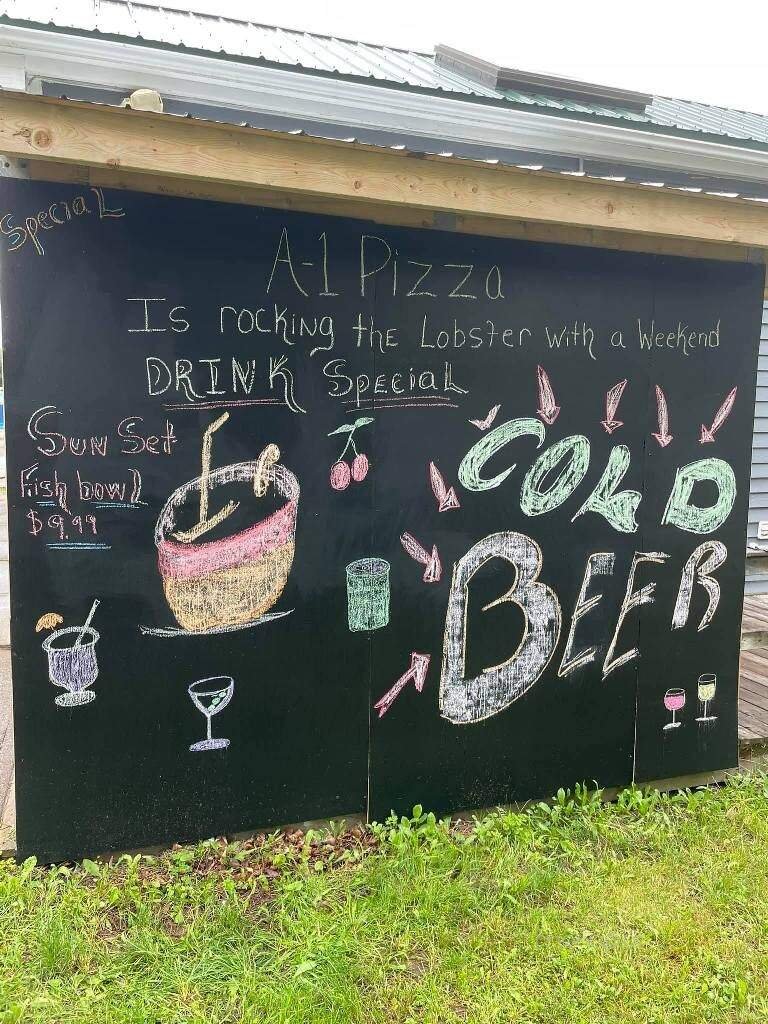 Special
A-1 Pizza
Is rocking the Lobster with a Weekend
DRINK Special
Sun Set
Fish bowl
$9.99
COLD
BEER